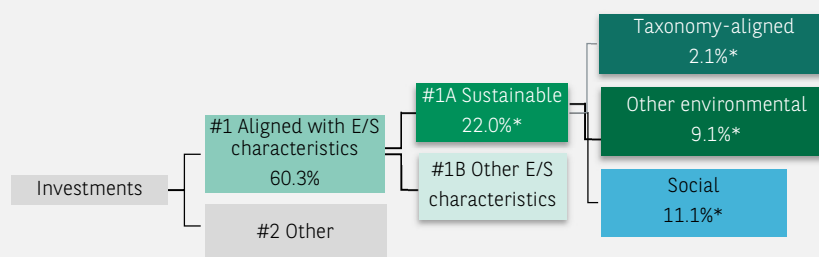 Investments
#1 Aligned with E/S
characteristics
60.3%
#2 Other
#1A Sustainable
22.0%*
#1B Other E/S
characteristics
Taxonomy-aligned
2.1%*
Other environmental
9.1%*
Social
11.1%*